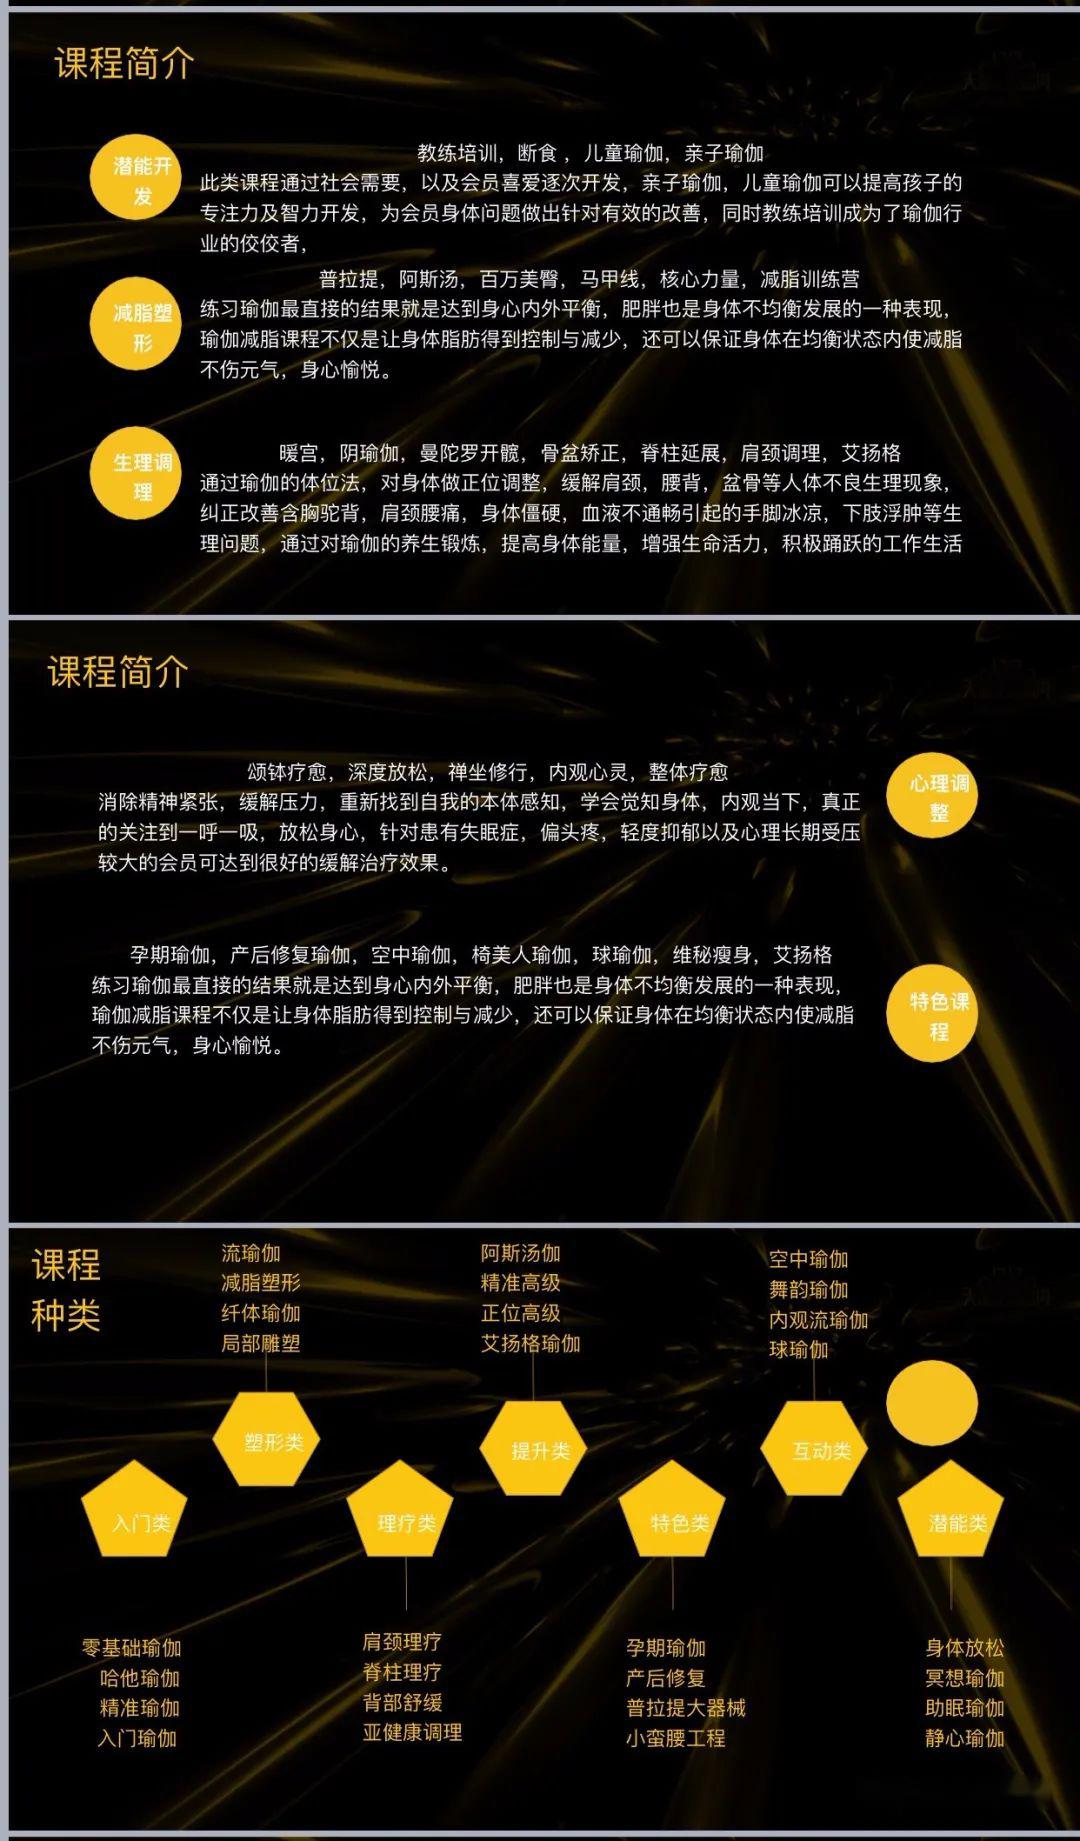 课程简介
潜能开
发
教练培训，断食 ，儿童瑜伽，亲子瑜伽
此类课程通过社会需要，以及会员喜爱逐次开发，亲子瑜伽，儿童瑜伽可以提高孩子的
专注力及智力开发，为会员身体问题做出针对有效的改善，同时教练培训成为了瑜伽行
业的佼佼者，
减脂塑
形
普拉提，阿斯汤，百万美臀，马甲线，核心力量，减脂训练营
练习瑜伽最直接的结果就是达到身心内外平衡，肥胖也是身体不均衡发展的一种表现，
瑜伽减脂课程不仅是让身体脂肪得到控制与减少，还可以保证身体在均衡状态内使减脂
不伤元气，身心愉悦。
生理调
理
暖宫，阴瑜伽，曼陀罗开髋，骨盆矫正，脊柱延展，肩颈调理，艾扬格
通过瑜伽的体位法，对身体做正位调整，缓解肩颈，腰背，盆骨等人体不良生理现象，
纠正改善含胸驼背，肩颈腰痛，身体僵硬，血液不通畅引起的手脚冰凉，下肢浮肿等生
理问题，通过对瑜伽的养生锻炼，提高身体能量，增强生命活力，积极踊跃的工作生活
课程简介
颂钵疗愈，深度放松，禅坐修行，内观心灵，整体疗愈
消除精神紧张，缓解压力，重新找到自我的本体感知，学会觉知身体，内观当下，真正
的关注到一呼一吸，放松身心，针对患有失眠症，偏头疼，轻度抑郁以及心理长期受压
较大的会员可达到很好的缓解治疗效果。
心理调
整
孕期瑜伽，产后修复瑜伽，空中瑜伽，椅美人瑜伽，球瑜伽，维秘瘦身，艾扬格
练习瑜伽最直接的结果就是达到身心内外平衡，肥胖也是身体不均衡发展的一种表现，
瑜伽减脂课程不仅是让身体脂肪得到控制与减少，还可以保证身体在均衡状态内使减脂
不伤元气，身心愉悦。
特色课
程
课程
种类
流瑜伽
减脂塑形
纤体瑜伽
局部雕塑
阿斯汤伽
精准高级
正位高级
艾扬格瑜伽
空中瑜伽
舞韵瑜伽
内观流瑜伽
球瑜伽
塑形类
提升类
互动类
入门类
理疗类
特色类
潜能类
零基础瑜伽
哈他瑜伽
精准瑜伽
入门瑜伽
肩颈理疗
脊柱理疗
背部舒缓
亚健康调理
孕期瑜伽
产后修复
普拉提大器械
小蛮腰工程
身体放松
冥想瑜伽
助眠瑜伽
静心瑜伽